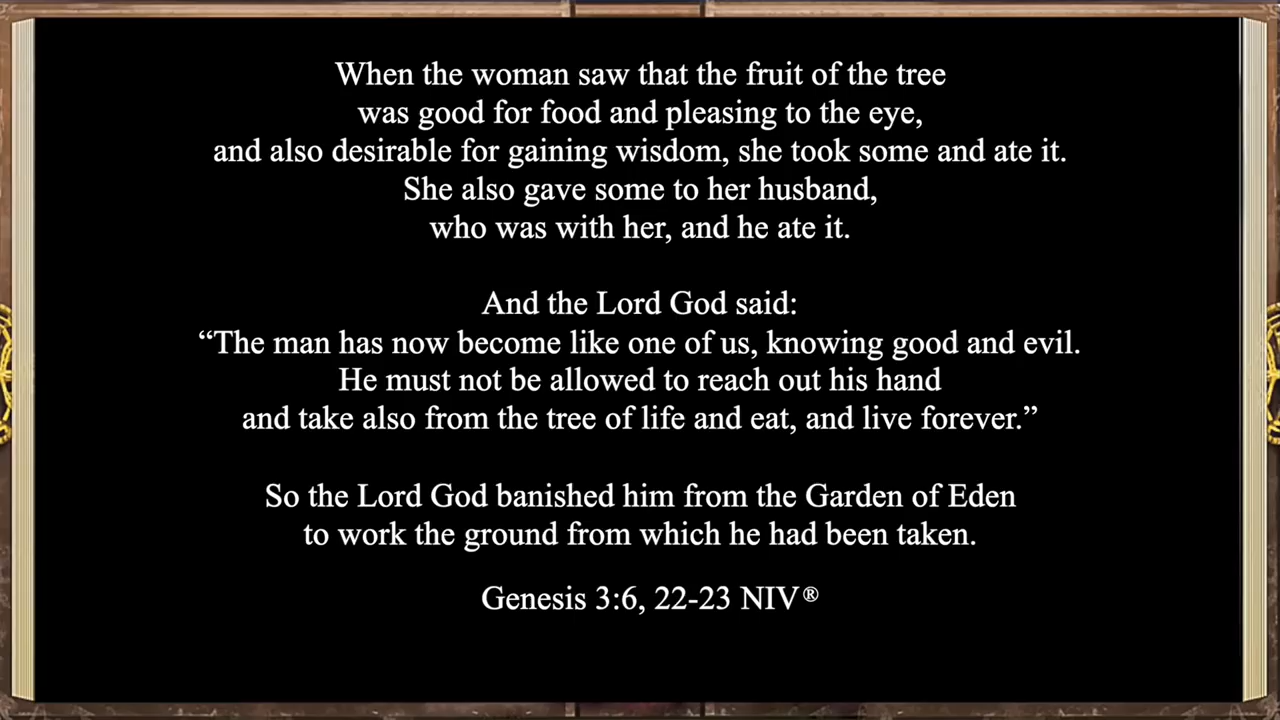 When the woman saw that the fruit of the tree
was good for food and pleasing to the eye,
and also desirable for gaining wisdom, she took some and ate it.
She also gave some to her husband,
who was with her, and he ate it.
And the Lord God said:
“The man has now become like one of us, knowing good and evil.
He must not be allowed to reach out his hand
and take also from the tree of life and eat, and live forever.”
So the Lord God banished him from the Garden of Eden
to work the ground from which he had been taken.
Genesis 3:6, 22-23 NIV®